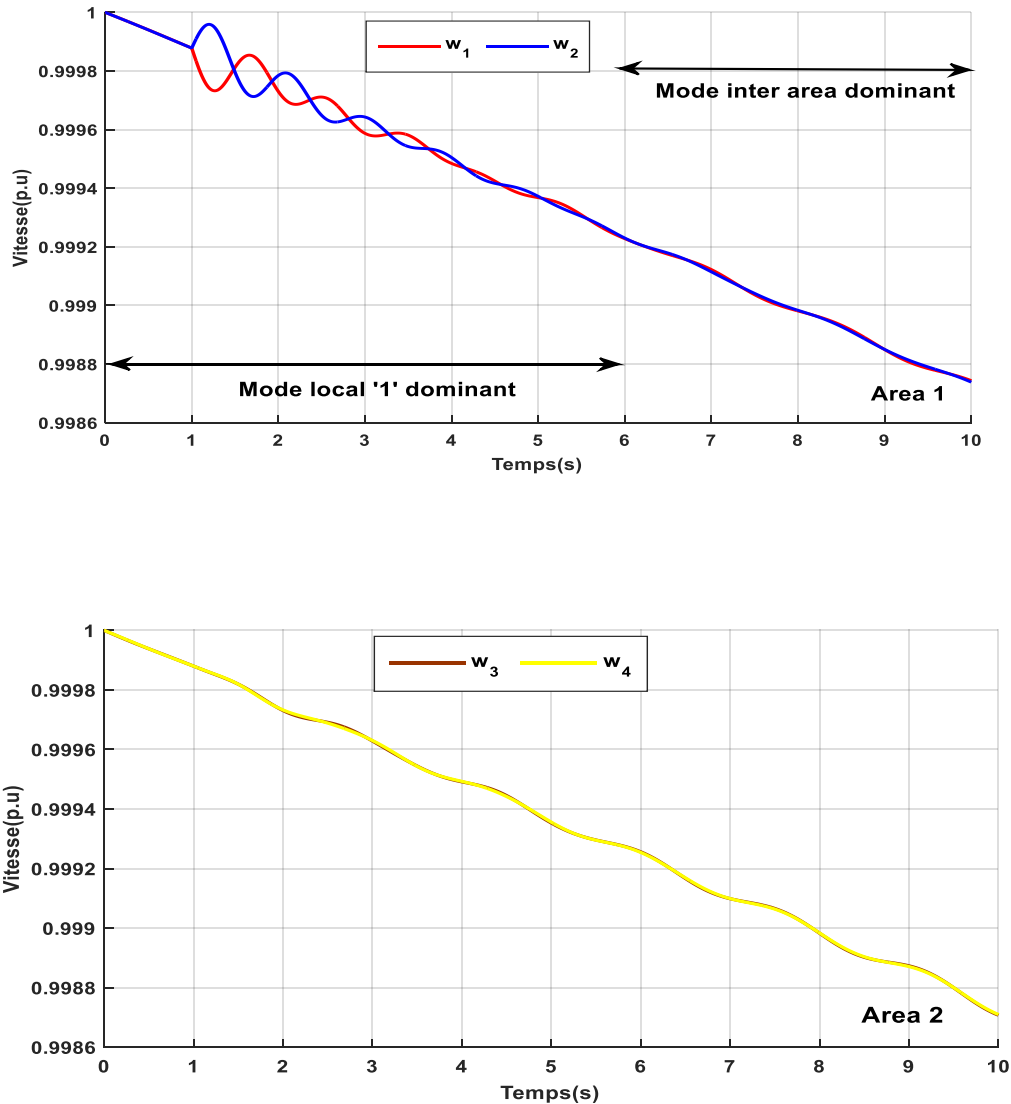 1
w1 w2
0.9998
Mode inter area dominant
0.9996
0.9994
Vitesse(p.u)
0.9992
0.999
0.9988
Mode local '1' dominant
Area 1
0.9986
0 1 2 3 4 5 6 7 8 9 10
Temps(s)
1
w3 w4
0.9998
0.9996
0.9994
Vitesse(p.u)
0.9992
0.999
0.9988
Area 2
0.9986
0 1 2 3 4 5 6 7 8 9 10
Temps(s)